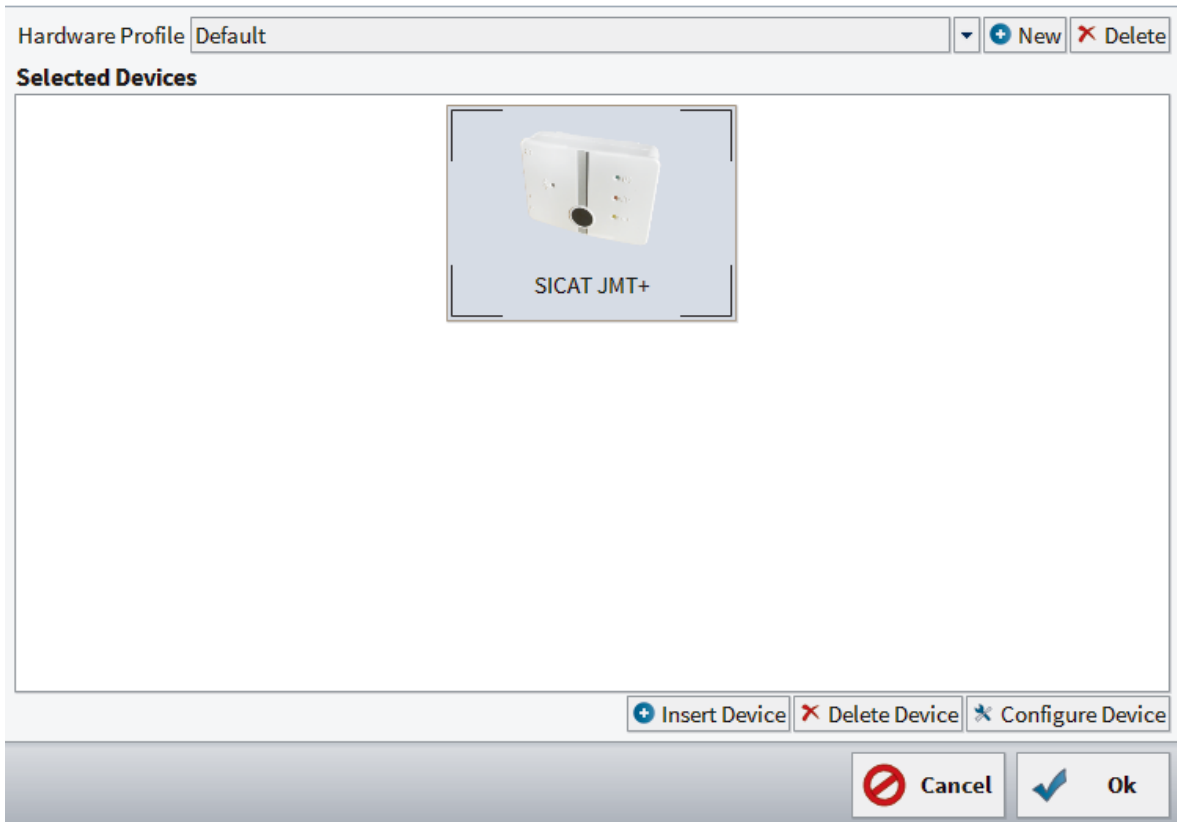 Hardware Profile Default New Delete
Selected Devices
SICAT JMT+
Insert Device Delete Device Configure Device
Cancel Ok